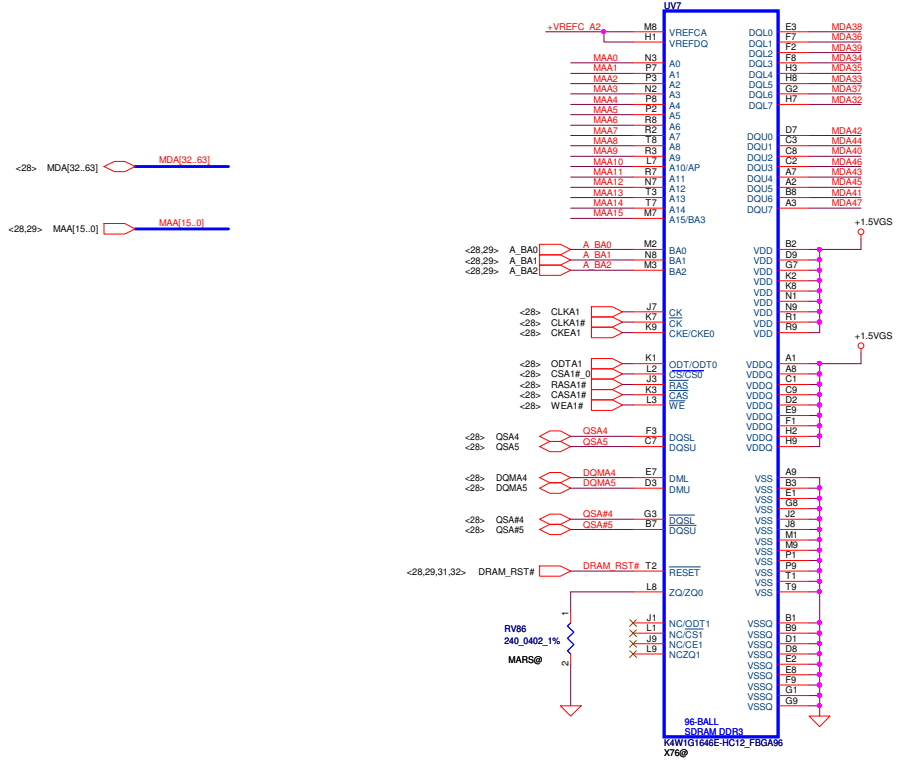 UV7
+VREFC_A2 M8 VREFCA DQL0 E3 MDA38
H1 VREFDQ DQL1 F7 MDA36
DQL2 F2 MDA39
MAA0 N3 A0 DQL3 F8 MDA34
MAA1 P7 A1 DQL4 H3 MDA35
MAA2 P3 A2 DQL5 H8 MDA33
MAA3 N2 A3 DQL6 G2 MDA37
MAA4 P8 A4 DQL7 H7 MDA32
MAA5 P2 A5
MAA6 R8 A6
MAA7 R2 A7 DQU0 D7 MDA42
MAA8 T8 A8 DQU1 C3 MDA44
MAA9 R3 A9 DQU2 C8 MDA40
MAA10 L7 A10/AP DQU3 C2 MDA46
MAA11 R7 A11 DQU4 A7 MDA43
MAA12 N7 A12 DQU5 A2 MDA45
MAA13 T3 A13 DQU6 B8 MDA41
MAA14 T7 A14 DQU7 A3 MDA47
MAA15 M7 A15/BA3
<28> MDA[32..63] MDA[32..63]
<28,29> MAA[15..0] MAA[15..0]
+1.5VGS
<28,29> A_BA0 A_BA0 M2 BA0 VDD B2
<28,29> A_BA1 A_BA1 N8 BA1 VDD D9
<28,29> A_BA2 A_BA2 M3 BA2 VDD G7
VDD K2
VDD K8
VDD N1
<28> CLKA1 J7 CK VDD N9
<28> CLKA1# K7 CK VDD R1
<28> CKEA1 K9 CKE/CKE0 VDD R9
+1.5VGS
<28> ODTA1 K1 ODT/ODT0 VDDQ A1
<28> CSA1#_0 L2 CS/CS0 VDDQ A8
<28> RASA1# J3 RAS VDDQ C1
<28> CASA1# K3 CAS VDDQ C9
<28> WEA1# L3 WE VDDQ D2
VDDQ E9
VDDQ F1
<28> QSA4 QSA4 F3 DQSL VDDQ H2
<28> QSA5 QSA5 C7 DQSU VDDQ H9
<28> DQMA4 DQMA4 E7 DML VSS A9
<28> DQMA5 DQMA5 D3 DMU VSS B3
VSS E1
VSS G8
<28> QSA#4 QSA#4 G3 DQSL VSS J2
<28> QSA#5 QSA#5 B7 DQSU VSS J8
VSS M1
VSS M9
VSS P1
<28,29,31,32> DRAM_RST# DRAM_RST# T2 RESET VSS P9
VSS T1
L8 ZQ/ZQ0 VSS T9
1
RV86
240_0402_1%
MARS@
2
J1 NC/ODT1 VSSQ B1
L1 NC/CS1 VSSQ B9
J9 NC/CE1 VSSQ D1
L9 NCZQ1 VSSQ D8
VSSQ E2
VSSQ E8
VSSQ F9
VSSQ G1
VSSQ G9
96-BALL
SDRAM DDR3
K4W1G1646E-HC12_FBGA96
X76@